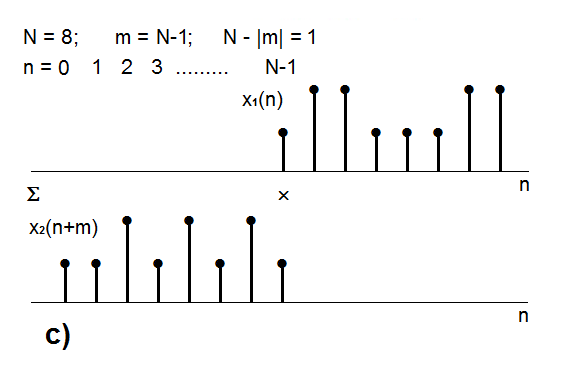 N = 8; m = N-1; N - |m| = 1
n = 0 1 2 3 ......... N-1
x₁(n)
n
Σ ×
x₂(n+m)
n
c)